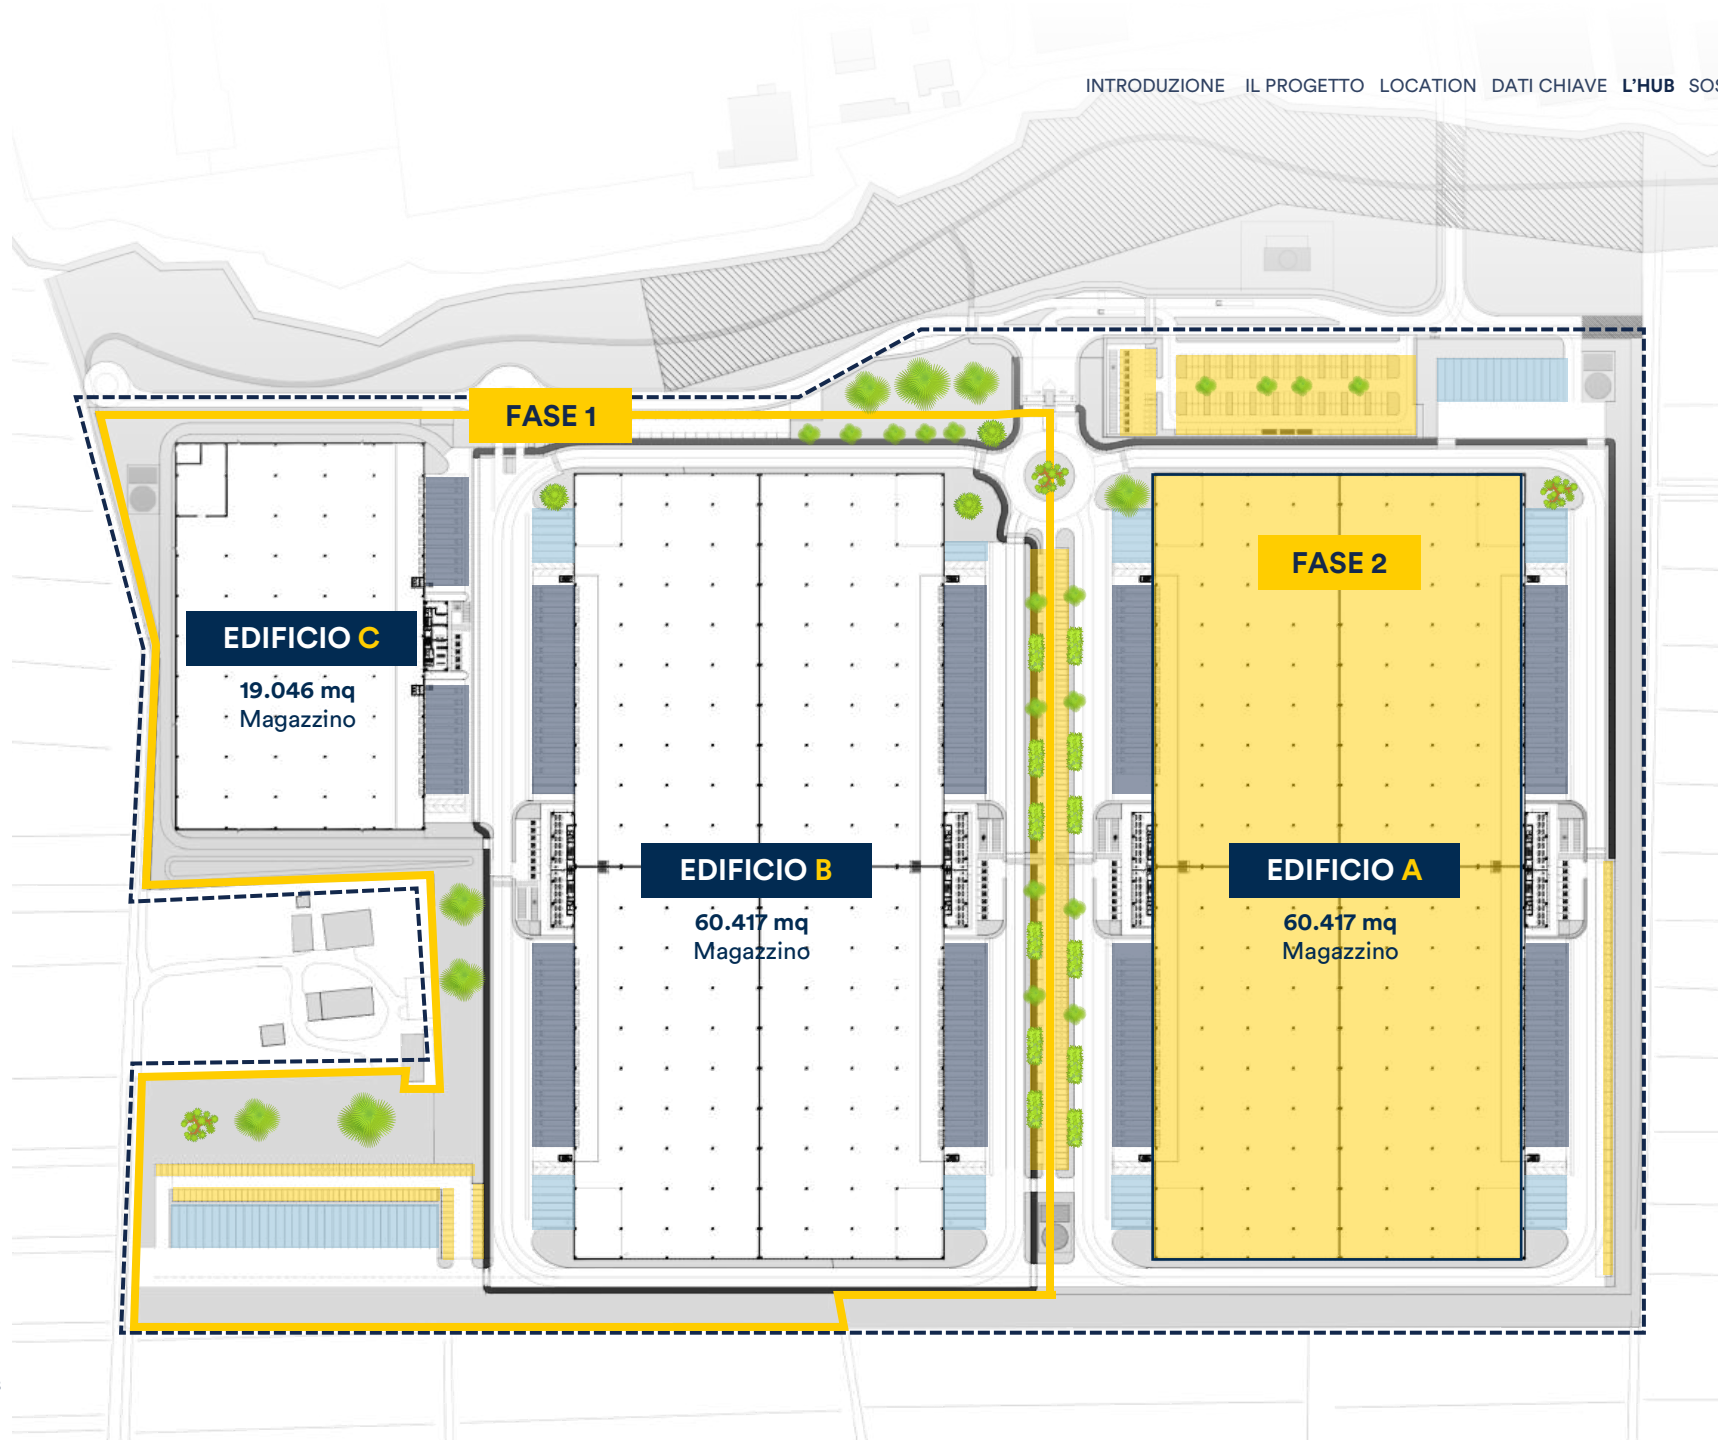 INTRODUZIONE IL PROGETTO LOCATION DATI CHIAVE L'HUB SOS
FASE 1
FASE 2
EDIFICIO C
19.046 mq
Magazzino
EDIFICIO B
60.417 mq
Magazzino
EDIFICIO A
60.417 mq
Magazzino